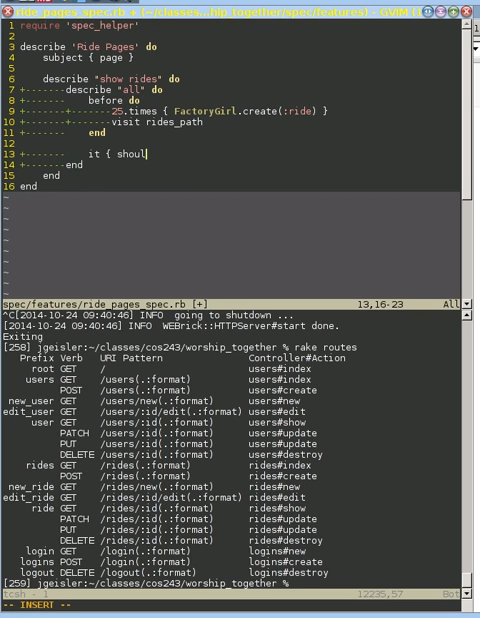 ride_pages_spec.rb + (~/classes...hip_together/spec/features) - GVIM
1 require 'spec_helper'
2
3 describe 'Ride Pages' do
4     subject { page }
5
6     describe "show rides" do
7 +-------describe "all" do
8 +-------    before do
9 +-------+-------25.times { FactoryGirl.create(:ride) }
10 +-------+-------visit rides_path
11 +-------    end
12
13 +-------    it { shoul
14 +-------end
15     end
16 end
~
~
~
~
~
~
~
~
~
spec/features/ride_pages_spec.rb [+] 13,16-23 All
^C[2014-10-24 09:40:46] INFO  going to shutdown ...
[2014-10-24 09:40:46] INFO  WEBrick::HTTPServer#start done.
Exiting
[258] jgeisler:~/classes/cos243/worship_together % rake routes
Prefix Verb   URI Pattern               Controller#Action
root GET    /                         users#index
users GET    /users(.:format)          users#index
POST   /users(.:format)          users#create
new_user GET    /users/new(.:format)      users#new
edit_user GET    /users/:id/edit(.:format) users#edit
user GET    /users/:id(.:format)      users#show
PATCH  /users/:id(.:format)      users#update
PUT    /users/:id(.:format)      users#update
DELETE /users/:id(.:format)      users#destroy
rides GET    /rides(.:format)          rides#index
POST   /rides(.:format)          rides#create
new_ride GET    /rides/new(.:format)      rides#new
edit_ride GET    /rides/:id/edit(.:format) rides#edit
ride GET    /rides/:id(.:format)      rides#show
PATCH  /rides/:id(.:format)      rides#update
PUT    /rides/:id(.:format)      rides#update
DELETE /rides/:id(.:format)      rides#destroy
login GET    /login(.:format)          logins#new
logins POST   /login(.:format)          logins#create
logout DELETE /logout(.:format)         logins#destroy
[259] jgeisler:~/classes/cos243/worship_together %
tcsh - 1 12235,57 Bot
-- INSERT --